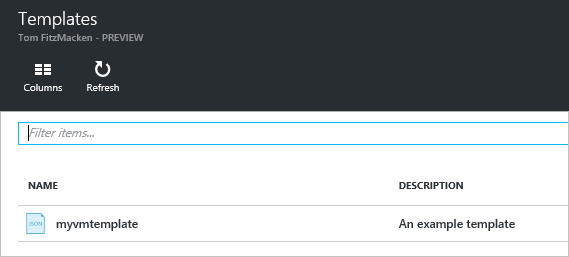 Templates
Tom FitzMacken - PREVIEW
Columns Refresh
Filter items...
NAME DESCRIPTION
JSON myvmtemplate An example template